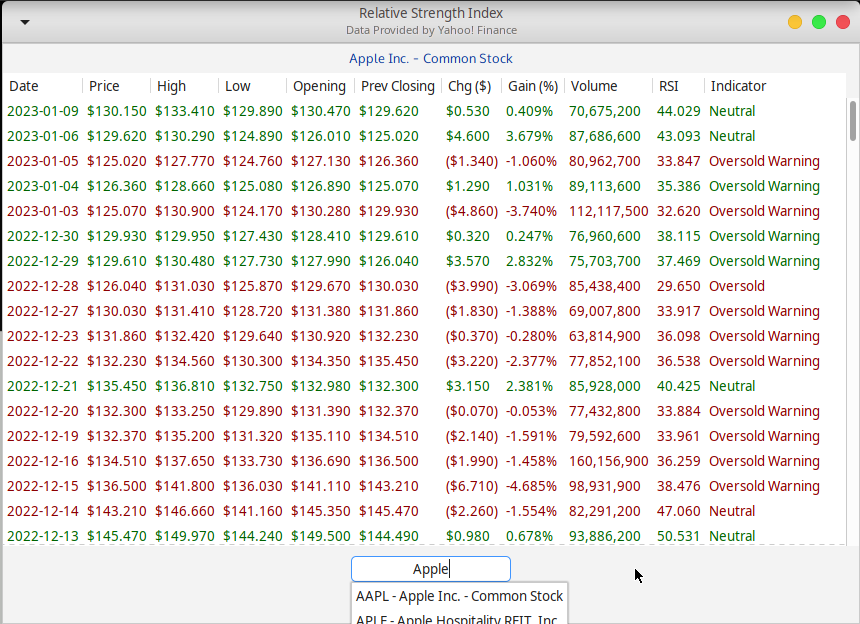 Relative Strength Index
Data Provided by Yahoo! Finance
Apple Inc. - Common Stock
Date Price High Low Opening Prev Closing Chg ($) Gain (%) Volume RSI Indicator
2023-01-09 $130.150 $133.410 $129.890 $130.470 $129.620 $0.530 0.409% 70,675,200 44.029 Neutral
2023-01-06 $129.620 $130.290 $124.890 $126.010 $125.020 $4.600 3.679% 87,686,600 43.093 Neutral
2023-01-05 $125.020 $127.770 $124.760 $127.130 $126.360 ($1.340) -1.060% 80,962,700 33.847 Oversold Warning
2023-01-04 $126.360 $128.660 $125.080 $126.890 $125.070 $1.290 1.031% 89,113,600 35.386 Oversold Warning
2023-01-03 $125.070 $130.900 $124.170 $130.280 $129.930 ($4.860) -3.740% 112,117,500 32.620 Oversold Warning
2022-12-30 $129.930 $129.950 $127.430 $128.410 $129.610 $0.320 0.247% 76,960,600 38.115 Oversold Warning
2022-12-29 $129.610 $130.480 $127.730 $127.990 $126.040 $3.570 2.832% 75,703,700 37.469 Oversold Warning
2022-12-28 $126.040 $131.030 $125.870 $129.670 $130.030 ($3.990) -3.069% 85,438,400 29.650 Oversold
2022-12-27 $130.030 $131.410 $128.720 $131.380 $131.860 ($1.830) -1.388% 69,007,800 33.917 Oversold Warning
2022-12-23 $131.860 $132.420 $129.640 $130.920 $132.230 ($0.370) -0.280% 63,814,900 36.098 Oversold Warning
2022-12-22 $132.230 $134.560 $130.300 $134.350 $135.450 ($3.220) -2.377% 77,852,100 36.538 Oversold Warning
2022-12-21 $135.450 $136.810 $132.750 $132.980 $132.300 $3.150 2.381% 85,928,000 40.425 Neutral
2022-12-20 $132.300 $133.250 $129.890 $131.390 $132.370 ($0.070) -0.053% 77,432,800 33.884 Oversold Warning
2022-12-19 $132.370 $135.200 $131.320 $135.110 $134.510 ($2.140) -1.591% 79,592,600 33.961 Oversold Warning
2022-12-16 $134.510 $137.650 $133.730 $136.690 $136.500 ($1.990) -1.458% 160,156,900 36.259 Oversold Warning
2022-12-15 $136.500 $141.800 $136.030 $141.110 $143.210 ($6.710) -4.685% 98,931,900 38.476 Oversold Warning
2022-12-14 $143.210 $146.660 $141.160 $145.350 $145.470 ($2.260) -1.554% 82,291,200 47.060 Neutral
2022-12-13 $145.470 $149.970 $144.240 $149.500 $144.490 $0.980 0.678% 93,886,200 50.531 Neutral
Apple
AAPL - Apple Inc. - Common Stock
APLE - Apple Hospitality REIT, Inc.